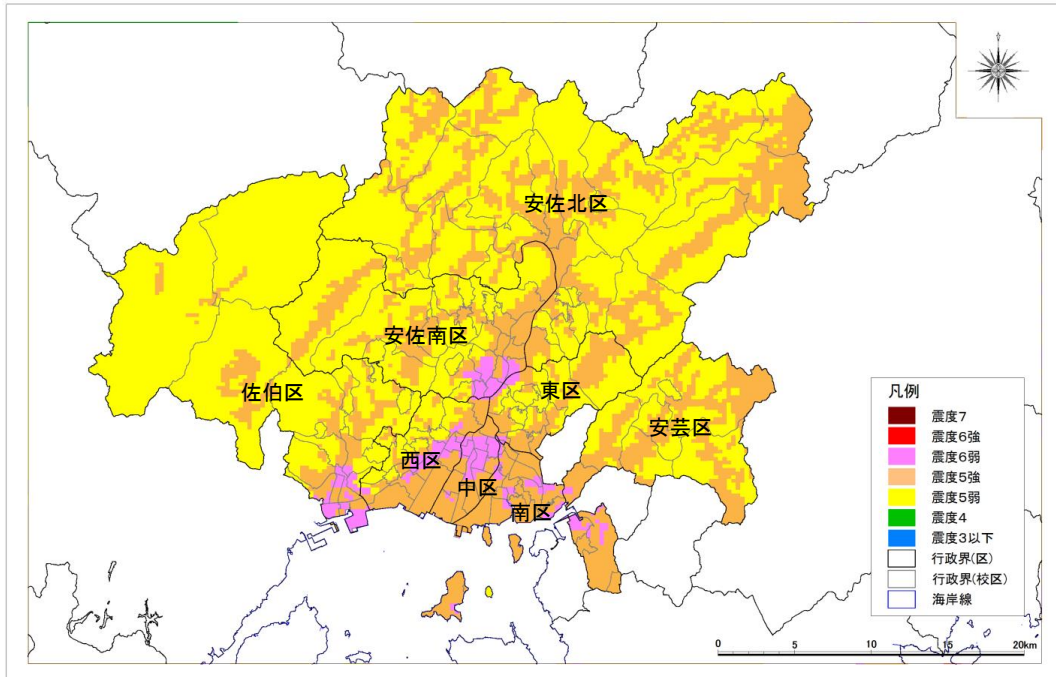 安佐北区
安佐南区
佐伯区
東区
安芸区
西区
中区
南区
凡例
震度7
震度6強
震度6弱
震度5強
震度5弱
震度4
震度3以下
行政界(区)
行政界(校区)
海岸線
0 5 10 15 20km